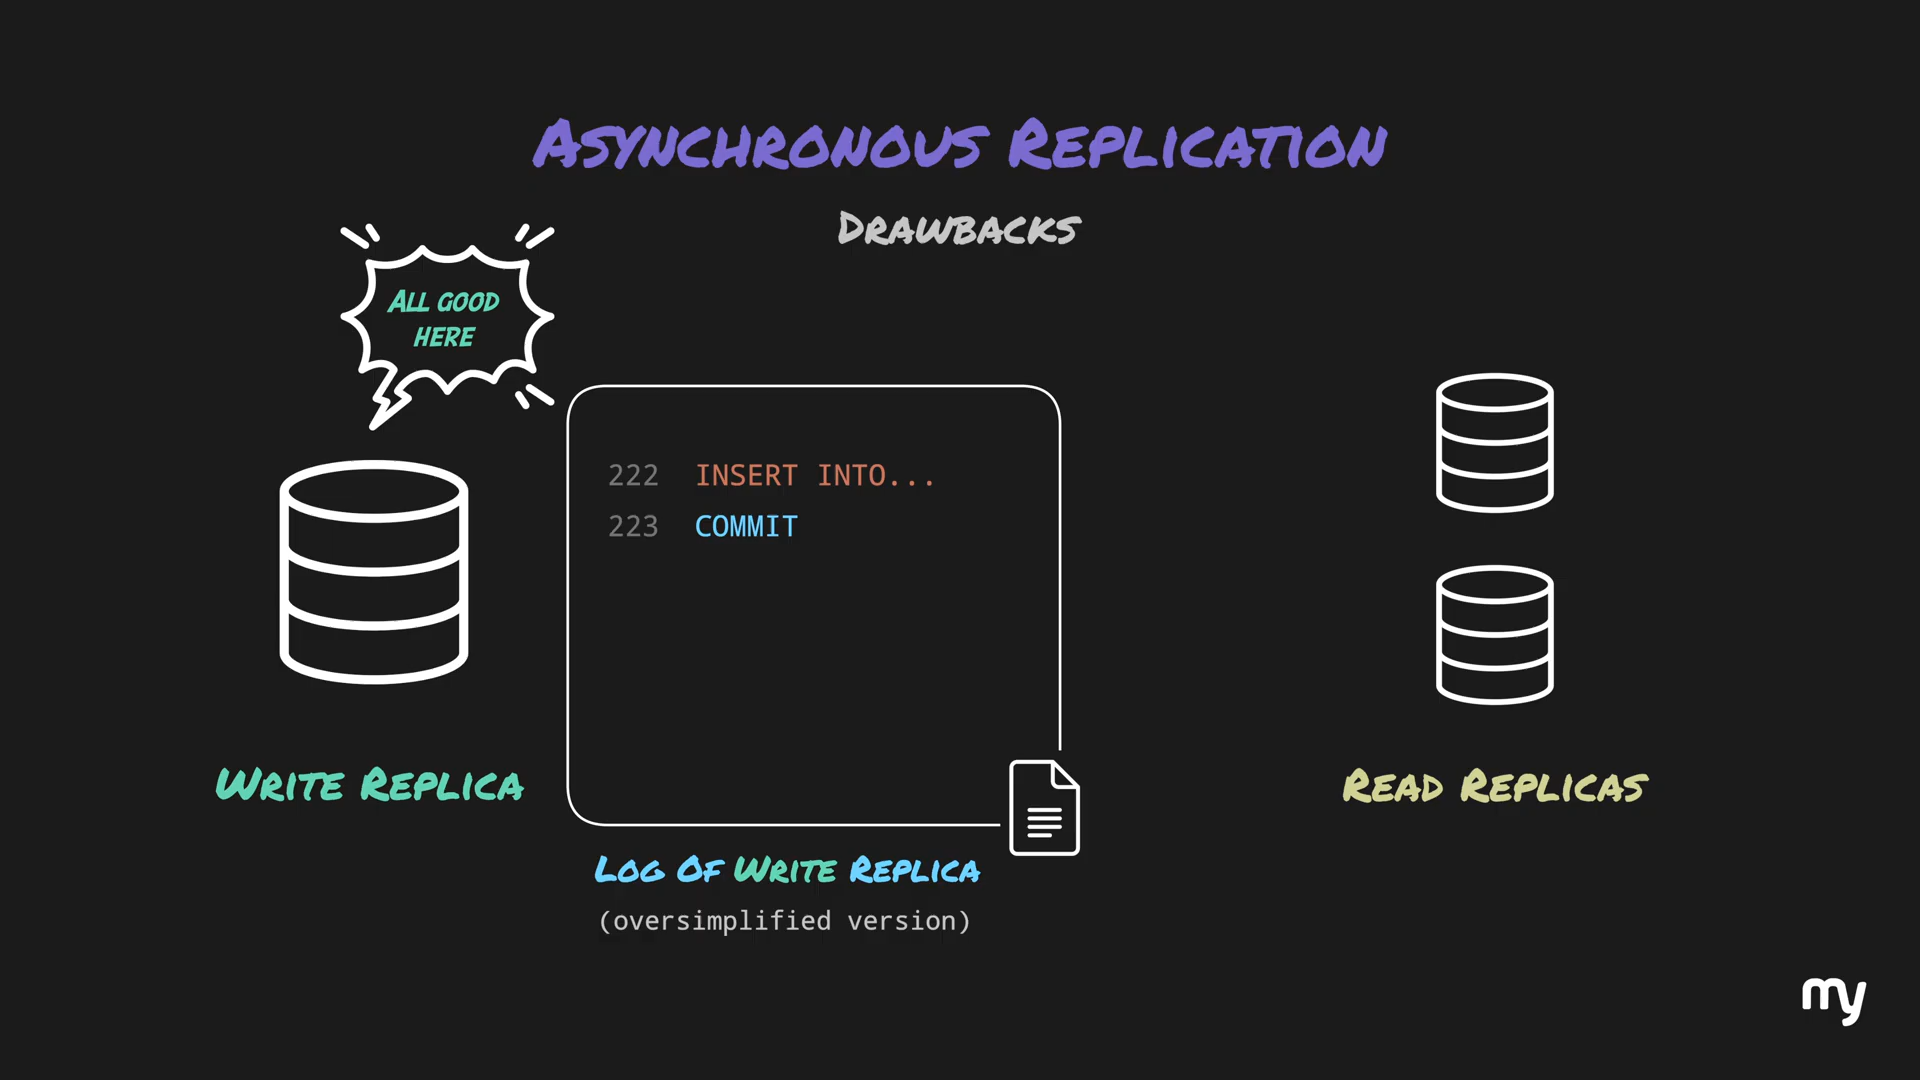 ASYNCHRONOUS REPLICATION
DRAWBACKS
ALL GOOD
HERE
222 INSERT INTO...
223 COMMIT
WRITE REPLICA
READ REPLICAS
LOG OF WRITE REPLICA
(oversimplified version)
my